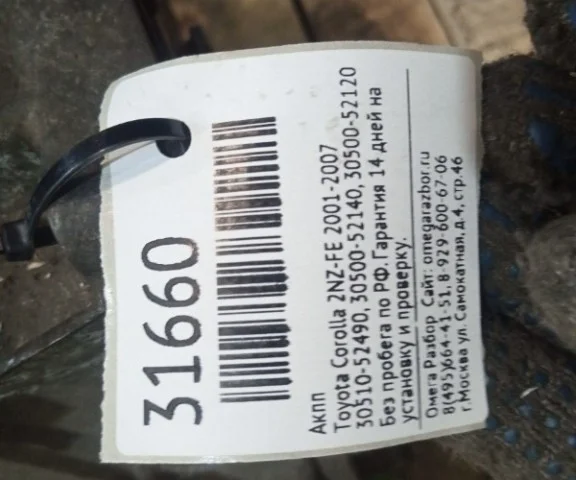 31660
Акпп
Toyota Corolla 2NZ-FE 2001-2007
30510-52490, 30500-52140, 30500-52120
Без пробега по РФ. Гарантия 14 дней на
установку и проверку.
Омега Разбор Сайт: omegarazbor.ru
8(495)664-41-51, 8-929-600-67-06
г.Москва ул. Самокатная, д.4, стр.46